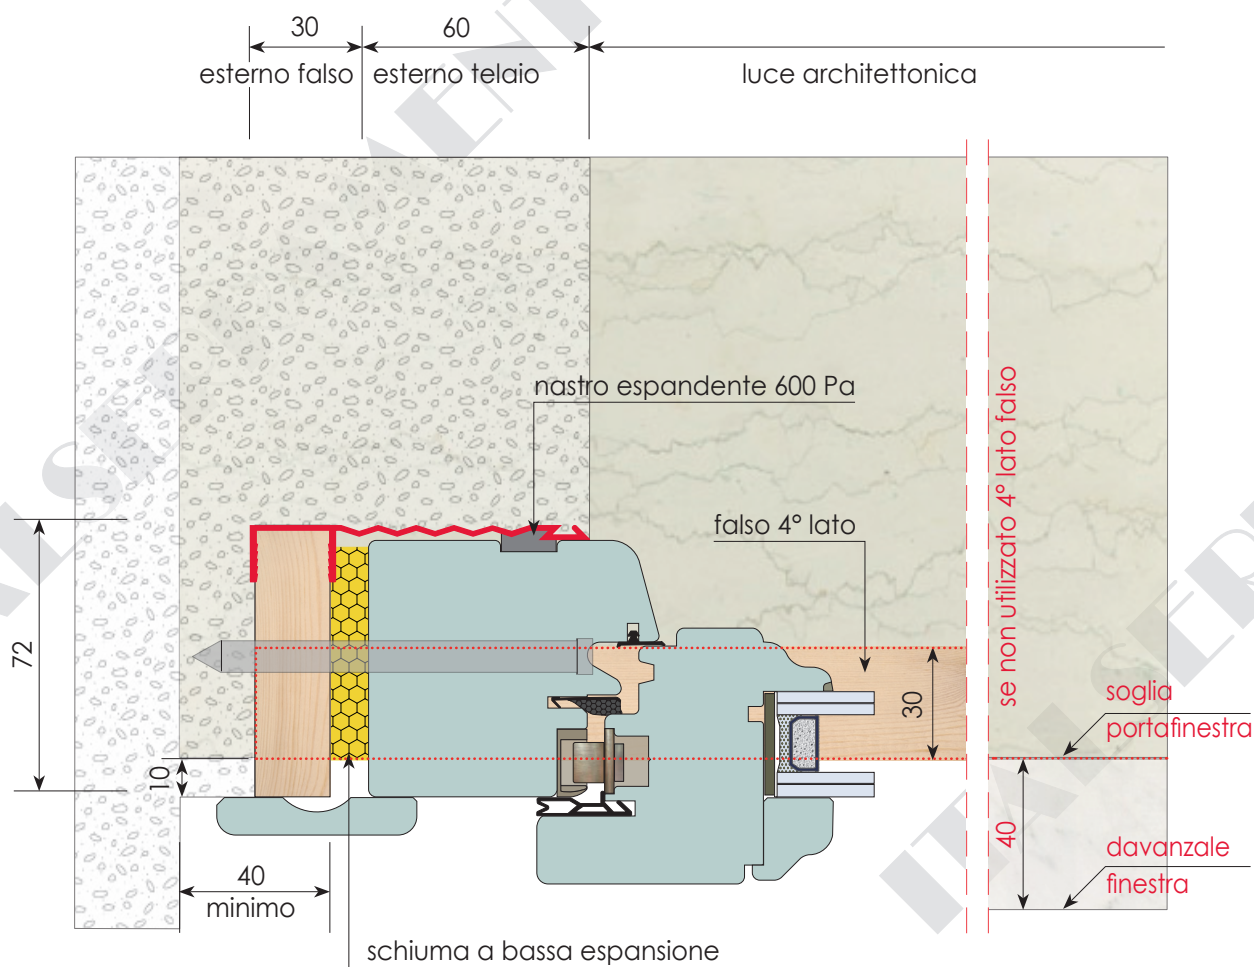 30
60
esterno falso
esterno telaio
luce architettonica
nastro espandente 600 Pa
falso 4° lato
se non utilizzato 4° lato falso
72
30
soglia
portafinestra
10
40
davanzale
finestra
40
minimo
schiuma a bassa espansione